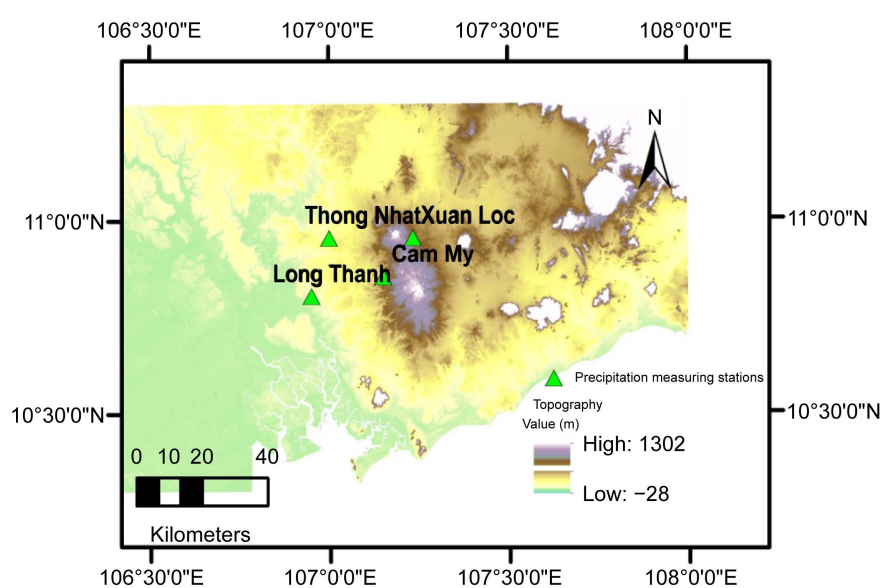 106°30'0"E 107°0'0"E 107°30'0"E 108°0'0"E
N
11°0'0"N
Thong Nhat Xuan Loc
11°0'0"N
Cam My
Long Thanh
Precipitation measuring stations
Topography
Value (m)
10°30'0"N
10°30'0"N
High: 1302
Low: −28
0 10 20 40
Kilometers
106°30'0"E 107°0'0"E 107°30'0"E 108°0'0"E